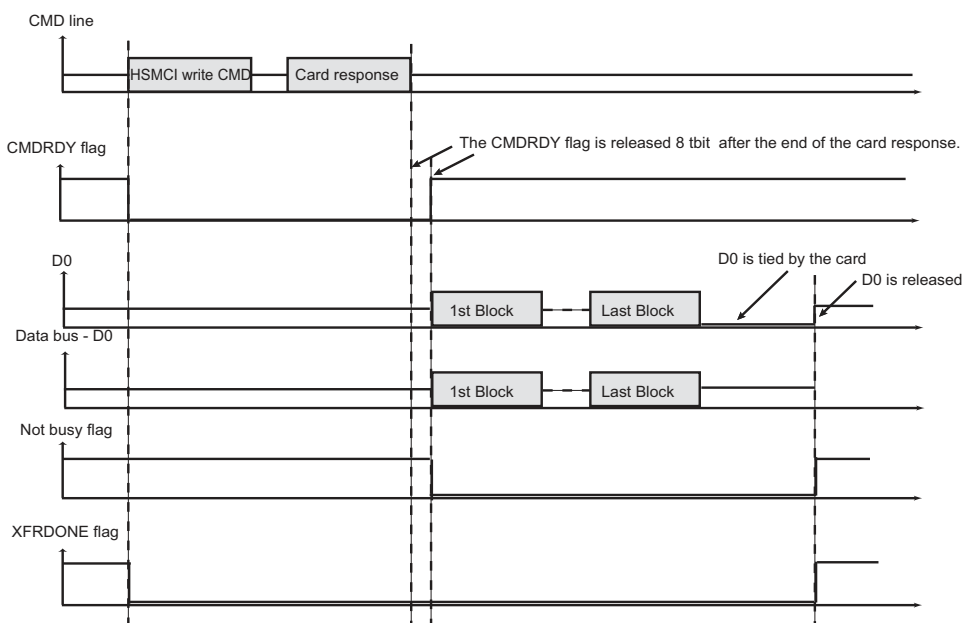 CMD line
HSMCI write CMD
Card response
CMDRDY flag
The CMDRDY flag is released 8 tbit after the end of the card response.
D0
D0 is tied by the card
D0 is released
1st Block
Last Block
Data bus - D0
1st Block
Last Block
Not busy flag
XFRDONE flag